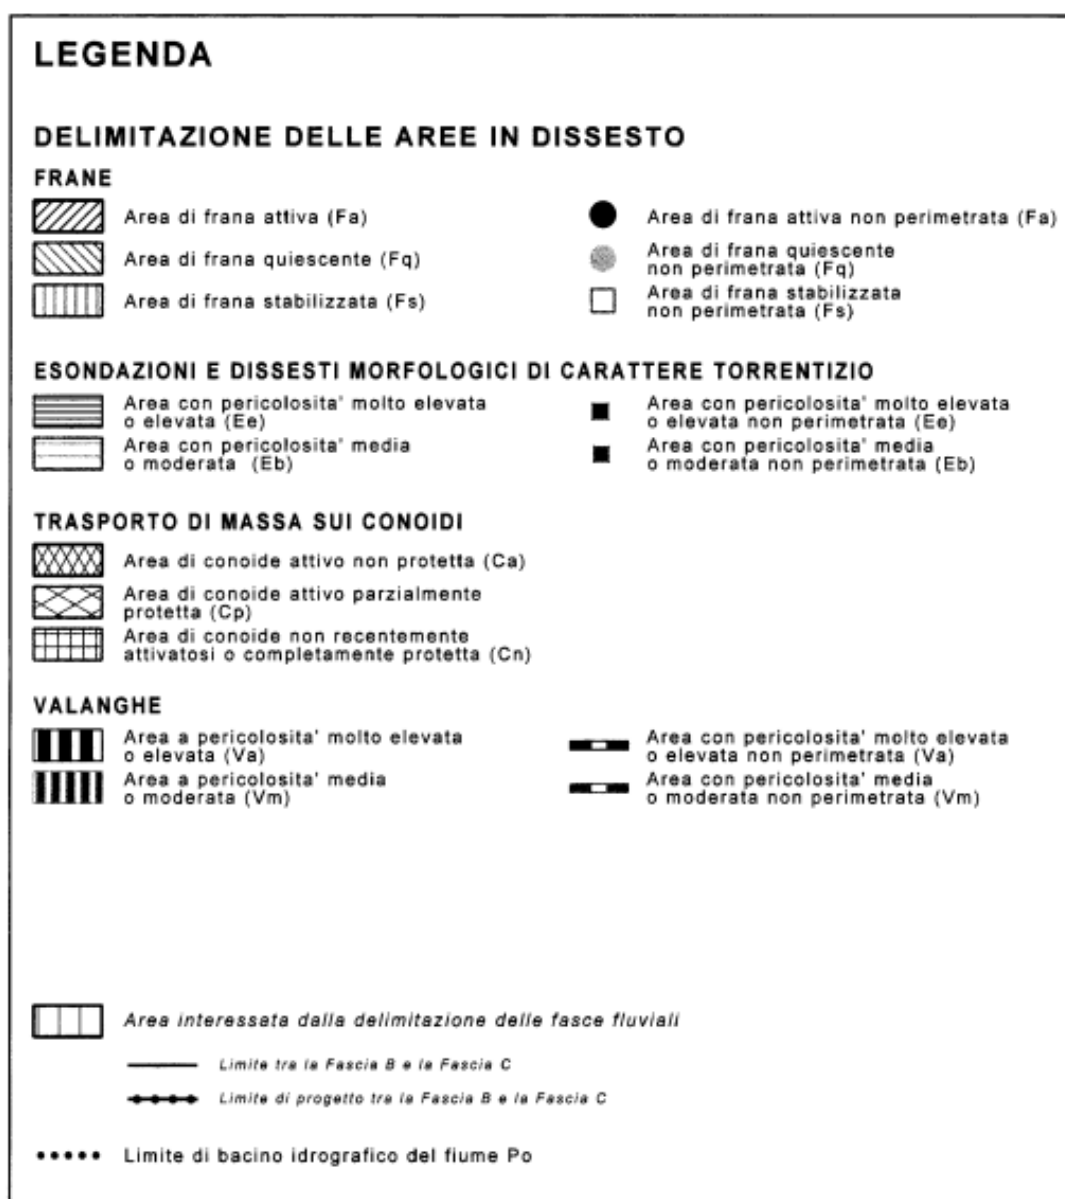 LEGENDA
DELIMITAZIONE DELLE AREE IN DISSESTO
FRANE
Area di frana attiva (Fa)
Area di frana quiescente (Fq)
Area di frana stabilizzata (Fs)
Area di frana attiva non perimetrata (Fa)
Area di frana quiescente
non perimetrata (Fq)
Area di frana stabilizzata
non perimetrata (Fs)
ESONDAZIONI E DISSESTI MORFOLOGICI DI CARATTERE TORRENTIZIO
Area con pericolosita' molto elevata
o elevata (Ee)
Area con pericolosita' media
o moderata (Eb)
Area con pericolosita' molto elevata
o elevata non perimetrata (Ee)
Area con pericolosita' media
o moderata non perimetrata (Eb)
TRASPORTO DI MASSA SUI CONOIDI
Area di conoide attivo non protetta (Ca)
Area di conoide attivo parzialmente
protetta (Cp)
Area di conoide non recentemente
attivatosi o completamente protetta (Cn)
VALANGHE
Area a pericolosita' molto elevata
o elevata (Va)
Area a pericolosita' media
o moderata (Vm)
Area con pericolosita' molto elevata
o elevata non perimetrata (Va)
Area con pericolosita' media
o moderata non perimetrata (Vm)
Area interessata dalla delimitazione delle fasce fluviali
Limite tra la Fascia B e la Fascia C
Limite di progetto tra la Fascia B e la Fascia C
Limite di bacino idrografico del fiume Po